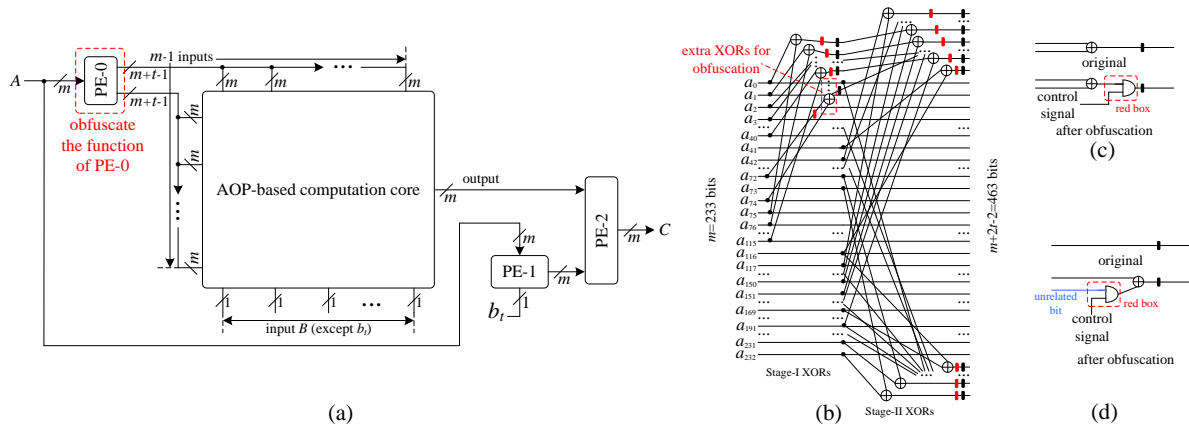 A
m
PE-0
m+t-1
m+t-1
obfuscate
the function
of PE-0
m-1 inputs
...
m
m
m
m
m
m
AOP-based computation core
output
m
1
1
1
...
1
input B (except bₜ)
m
PE-1
m
bₜ
1
PE-2
m
C
(a)
extra XORs for
obfuscation
m=233 bits
a₀
a₁
a₂
a₃
a₄₀
a₄₁
a₄₂
a₇₂
a₇₃
a₇₄
a₇₅
a₇₆
a₁₁₅
a₁₁₆
a₁₁₇
a₁₅₀
a₁₅₁
a₁₆₉
a₁₉₁
a₂₃₁
a₂₃₂
Stage-I XORs
Stage-II XORs
m+2t-2=463 bits
(b)
original
control
signal
red box
after obfuscation
(c)
original
unrelated
bit
red box
control
signal
after obfuscation
(d)